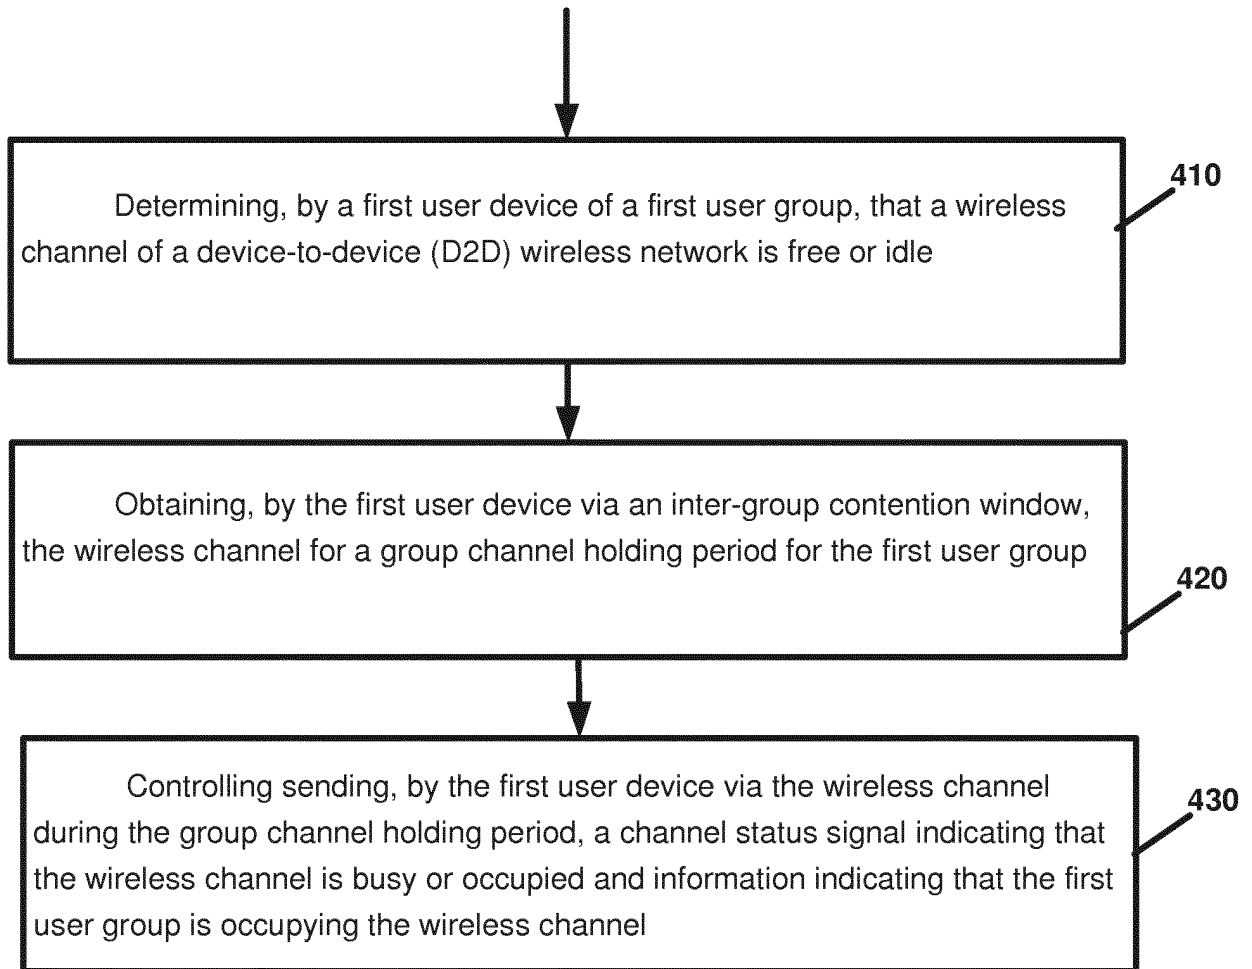 Determining, by a first user device of a first user group, that a wireless
channel of a device-to-device (D2D) wireless network is free or idle
410
Obtaining, by the first user device via an inter-group contention window,
the wireless channel for a group channel holding period for the first user group
420
Controlling sending, by the first user device via the wireless channel
during the group channel holding period, a channel status signal indicating that
the wireless channel is busy or occupied and information indicating that the first
user group is occupying the wireless channel
430